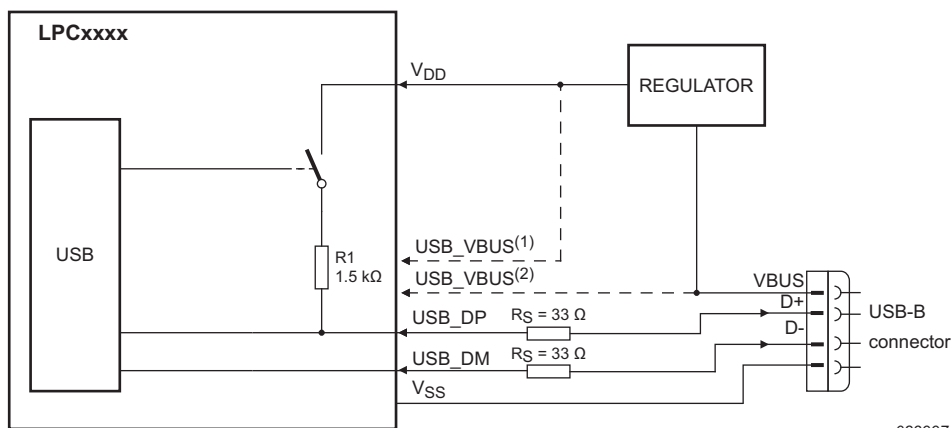 LPCxxxx
VDD
REGULATOR
USB
R1
1.5 kΩ
USB_VBUS(1)
USB_VBUS(2)
VBUS
D+
USB-B
USB_DP
RS = 33 Ω
D-
connector
USB_DM
RS = 33 Ω
VSS